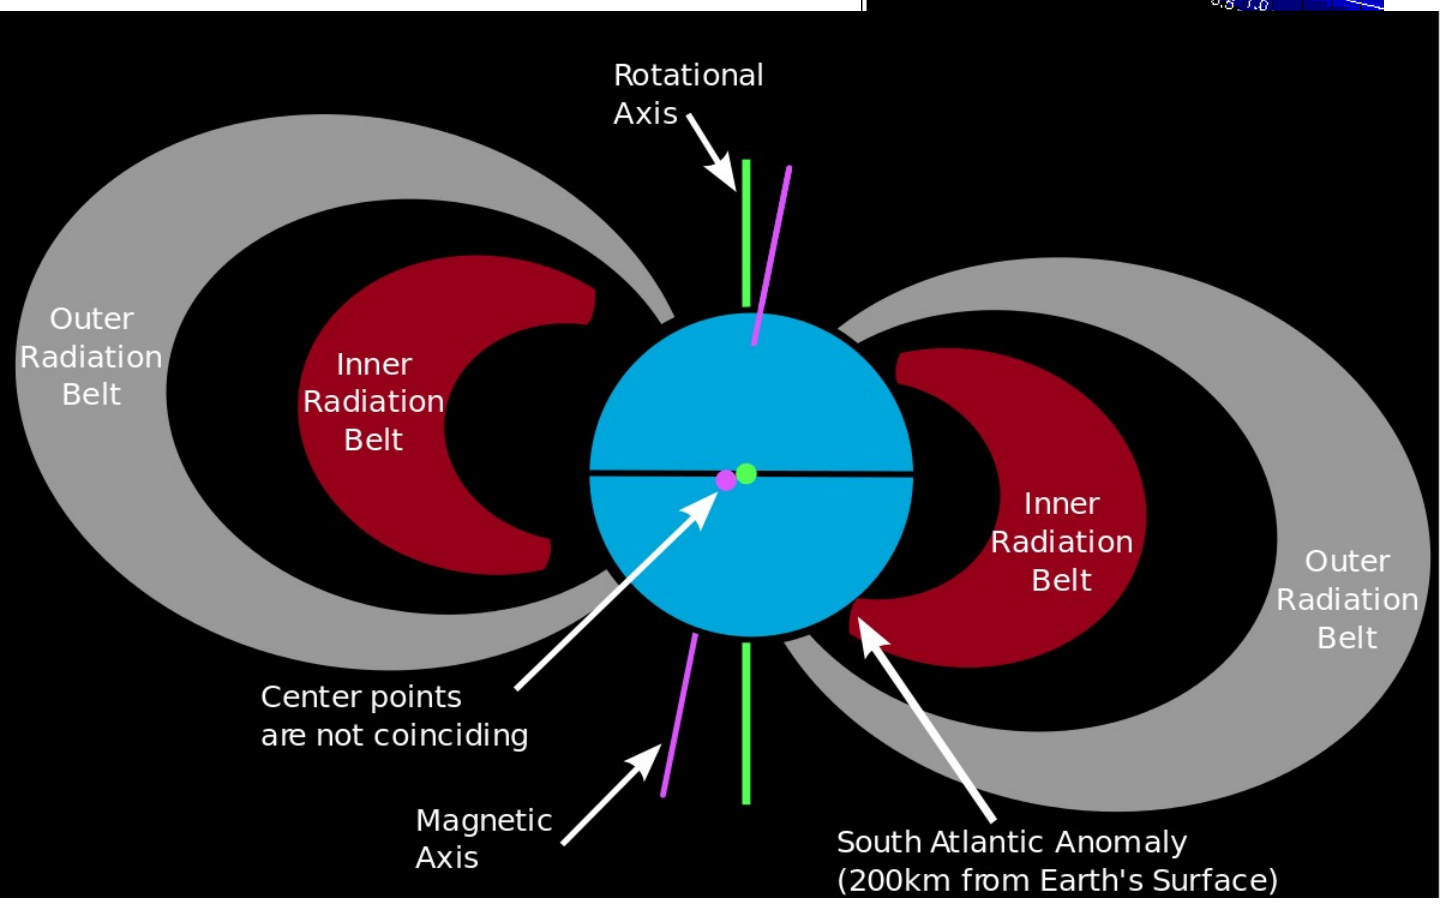 Rotational
Axis
Outer
Radiation
Belt
Inner
Radiation
Belt
Inner
Radiation
Belt
Outer
Radiation
Belt
Center points
are not coinciding
Magnetic
Axis
South Atlantic Anomaly
(200km from Earth's Surface)